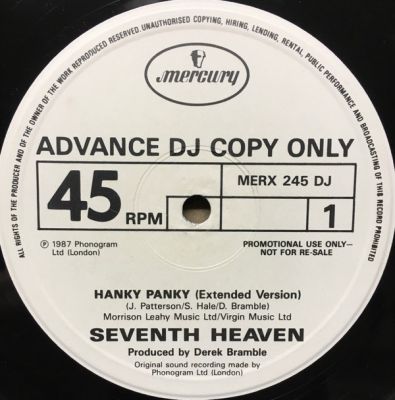 ALL RIGHTS OF THE PRODUCER AND OF THE OWNER OF THE WORK REPRODUCED RESERVED. UNAUTHORISED COPYING, HIRING, LENDING, RENTAL, PUBLIC PERFORMANCE AND BROADCASTING OF THIS RECORD PROHIBITED
mercury
ADVANCE DJ COPY ONLY
45 RPM
MERX 245 DJ
1
℗ 1987 Phonogram
Ltd (London)
PROMOTIONAL USE ONLY—
NOT FOR RE-SALE
HANKY PANKY (Extended Version)
(J. Patterson/S. Hale/D. Bramble)
Morrison Leahy Music Ltd/Virgin Music Ltd
SEVENTH HEAVEN
Produced by Derek Bramble
Original sound recording made by
Phonogram Ltd (London)